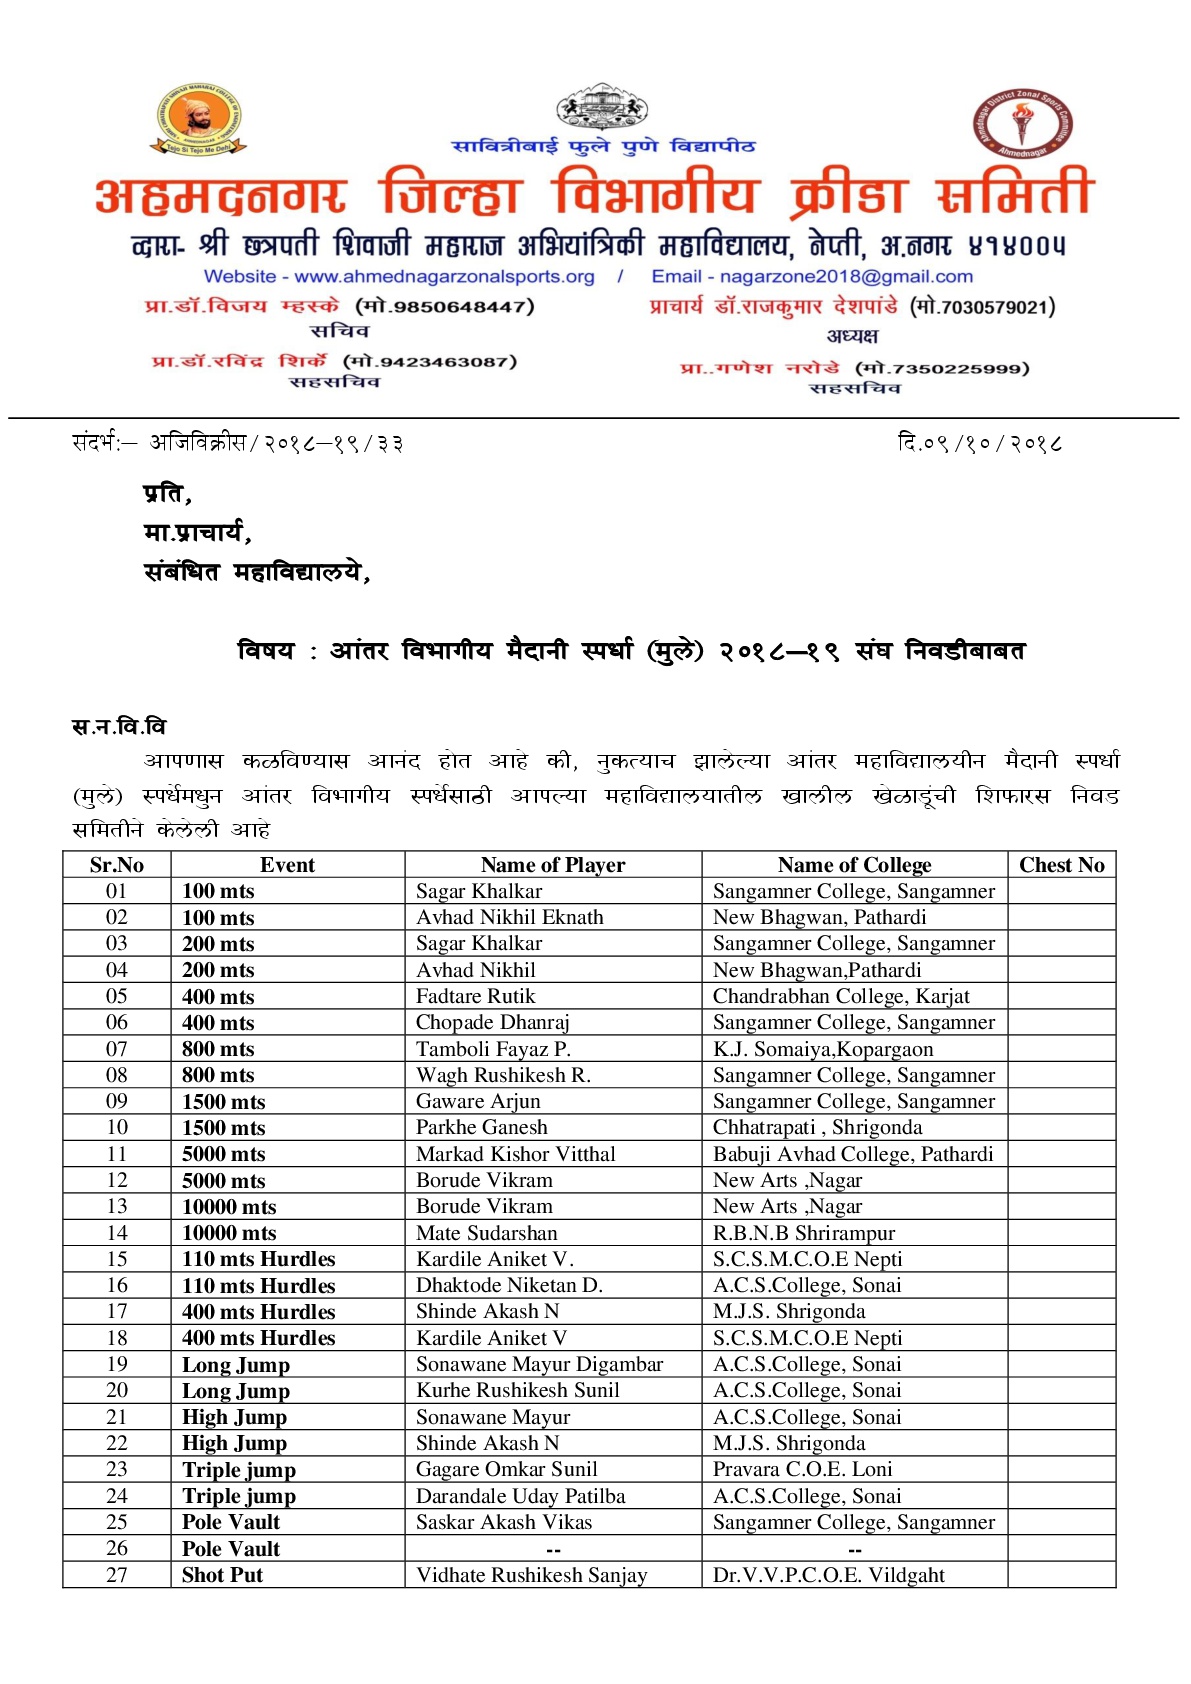 SHRI CHHATRAPATI SHIVAJI MAHARAJ COLLEGE OF ENGINEERING
AHMEDNAGAR
Tejo Si Tejo Me Dehi
Ahmednagar District Zonal Sports Committee
Ahmednagar
सावित्रीबाई फुले पुणे विद्यापीठ
अहमदनगर जिल्हा विभागीय क्रीडा समिती
व्दारा- श्री छत्रपती शिवाजी महाराज अभियांत्रिकी महाविद्यालय, नेप्ती, अ.नगर ४१४००५
Website - www.ahmednagarzonalsports.org / Email - nagarzone2018@gmail.com
प्रा.डॉ.विजय म्हस्के (मो.9850648447) प्राचार्य डॉ.राजकुमार देशपांडे (मो.7030579021)
सचिव अध्यक्ष
प्रा.डॉ.रविंद्र शिर्के (मो.9423463087) प्रा..गणेश नरोडे (मो.7350225999)
सहसचिव सहसचिव
संदर्भ:– अजिविक्रीस/२०१८–१९/३३ दि.०९/१०/२०१८
प्रति,
मा.प्राचार्य,
संबंधित महाविद्यालये,
विषय : आंतर विभागीय मैदानी स्पर्धा (मुले) २०१८–१९ संघ निवडीबाबत
स.न.वि.वि
आपणास कळविण्यास आनंद होत आहे की, नुकत्याच झालेल्या आंतर महाविद्यालयीन मैदानी स्पर्धा
(मुले) स्पर्धेमधुन आंतर विभागीय स्पर्धेसाठी आपल्या महाविद्यालयातील खालील खेळाडूंची शिफारस निवड
समितीने केलेली आहे
Sr.No Event Name of Player Name of College Chest No
01 100 mts Sagar Khalkar Sangamner College, Sangamner
02 100 mts Avhad Nikhil Eknath New Bhagwan, Pathardi
03 200 mts Sagar Khalkar Sangamner College, Sangamner
04 200 mts Avhad Nikhil New Bhagwan,Pathardi
05 400 mts Fadtare Rutik Chandrabhan College, Karjat
06 400 mts Chopade Dhanraj Sangamner College, Sangamner
07 800 mts Tamboli Fayaz P. K.J. Somaiya,Kopargaon
08 800 mts Wagh Rushikesh R. Sangamner College, Sangamner
09 1500 mts Gaware Arjun Sangamner College, Sangamner
10 1500 mts Parkhe Ganesh Chhatrapati , Shrigonda
11 5000 mts Markad Kishor Vitthal Babuji Avhad College, Pathardi
12 5000 mts Borude Vikram New Arts ,Nagar
13 10000 mts Borude Vikram New Arts ,Nagar
14 10000 mts Mate Sudarshan R.B.N.B Shrirampur
15 110 mts Hurdles Kardile Aniket V. S.C.S.M.C.O.E Nepti
16 110 mts Hurdles Dhaktode Niketan D. A.C.S.College, Sonai
17 400 mts Hurdles Shinde Akash N M.J.S. Shrigonda
18 400 mts Hurdles Kardile Aniket V S.C.S.M.C.O.E Nepti
19 Long Jump Sonawane Mayur Digambar A.C.S.College, Sonai
20 Long Jump Kurhe Rushikesh Sunil A.C.S.College, Sonai
21 High Jump Sonawane Mayur A.C.S.College, Sonai
22 High Jump Shinde Akash N M.J.S. Shrigonda
23 Triple jump Gagare Omkar Sunil Pravara C.O.E. Loni
24 Triple jump Darandale Uday Patilba A.C.S.College, Sonai
25 Pole Vault Saskar Akash Vikas Sangamner College, Sangamner
26 Pole Vault -- --
27 Shot Put Vidhate Rushikesh Sanjay Dr.V.V.P.C.O.E. Vildgaht